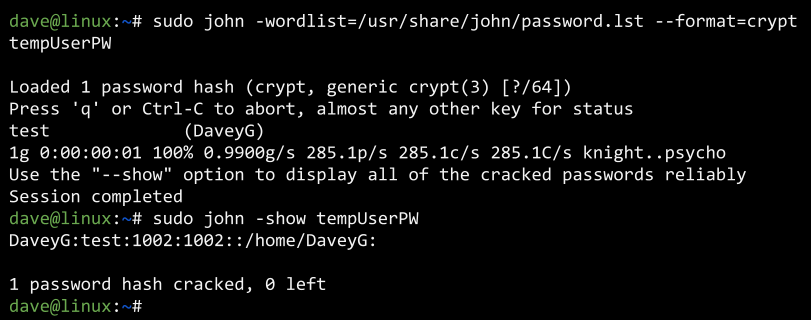 dave@linux:~# sudo john -wordlist=/usr/share/john/password.lst --format=crypt
tempUserPW
Loaded 1 password hash (crypt, generic crypt(3) [?/64])
Press 'q' or Ctrl-C to abort, almost any other key for status
test             (DaveyG)
1g 0:00:00:01 100% 0.9900g/s 285.1p/s 285.1c/s 285.1C/s knight..psycho
Use the "--show" option to display all of the cracked passwords reliably
Session completed
dave@linux:~# sudo john -show tempUserPW
DaveyG:test:1002:1002::/home/DaveyG:
1 password hash cracked, 0 left
dave@linux:~#